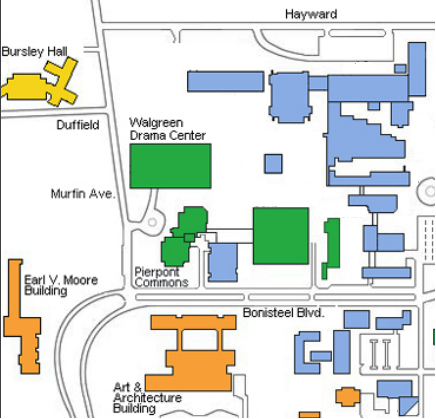 Hayward
Bursley Hall
Duffield
Walgreen
Drama Center
Murfin Ave.
Pierpont
Commons
Earl V. Moore
Building
Bonisteel Blvd.
Art &
Architecture
Building